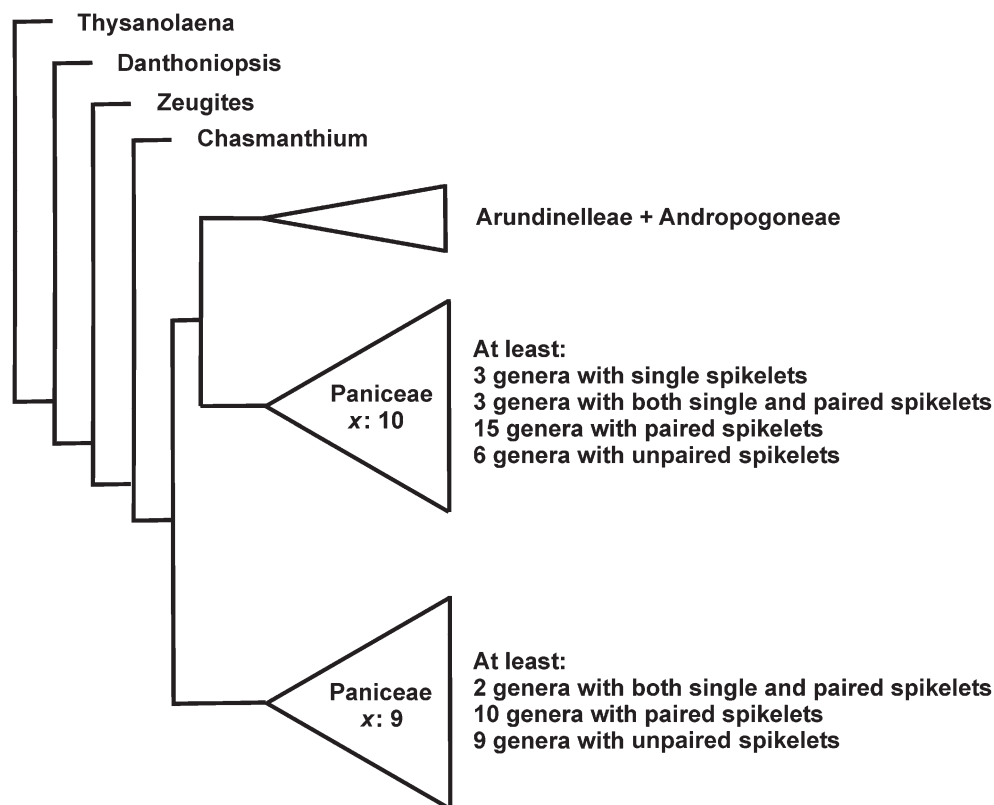 Thysanolaena
Danthoniopsis
Zeugites
Chasmanthium
Arundinelleae + Andropogoneae
Paniceae
x: 10
At least:
3 genera with single spikelets
3 genera with both single and paired spikelets
15 genera with paired spikelets
6 genera with unpaired spikelets
Paniceae
x: 9
At least:
2 genera with both single and paired spikelets
10 genera with paired spikelets
9 genera with unpaired spikelets